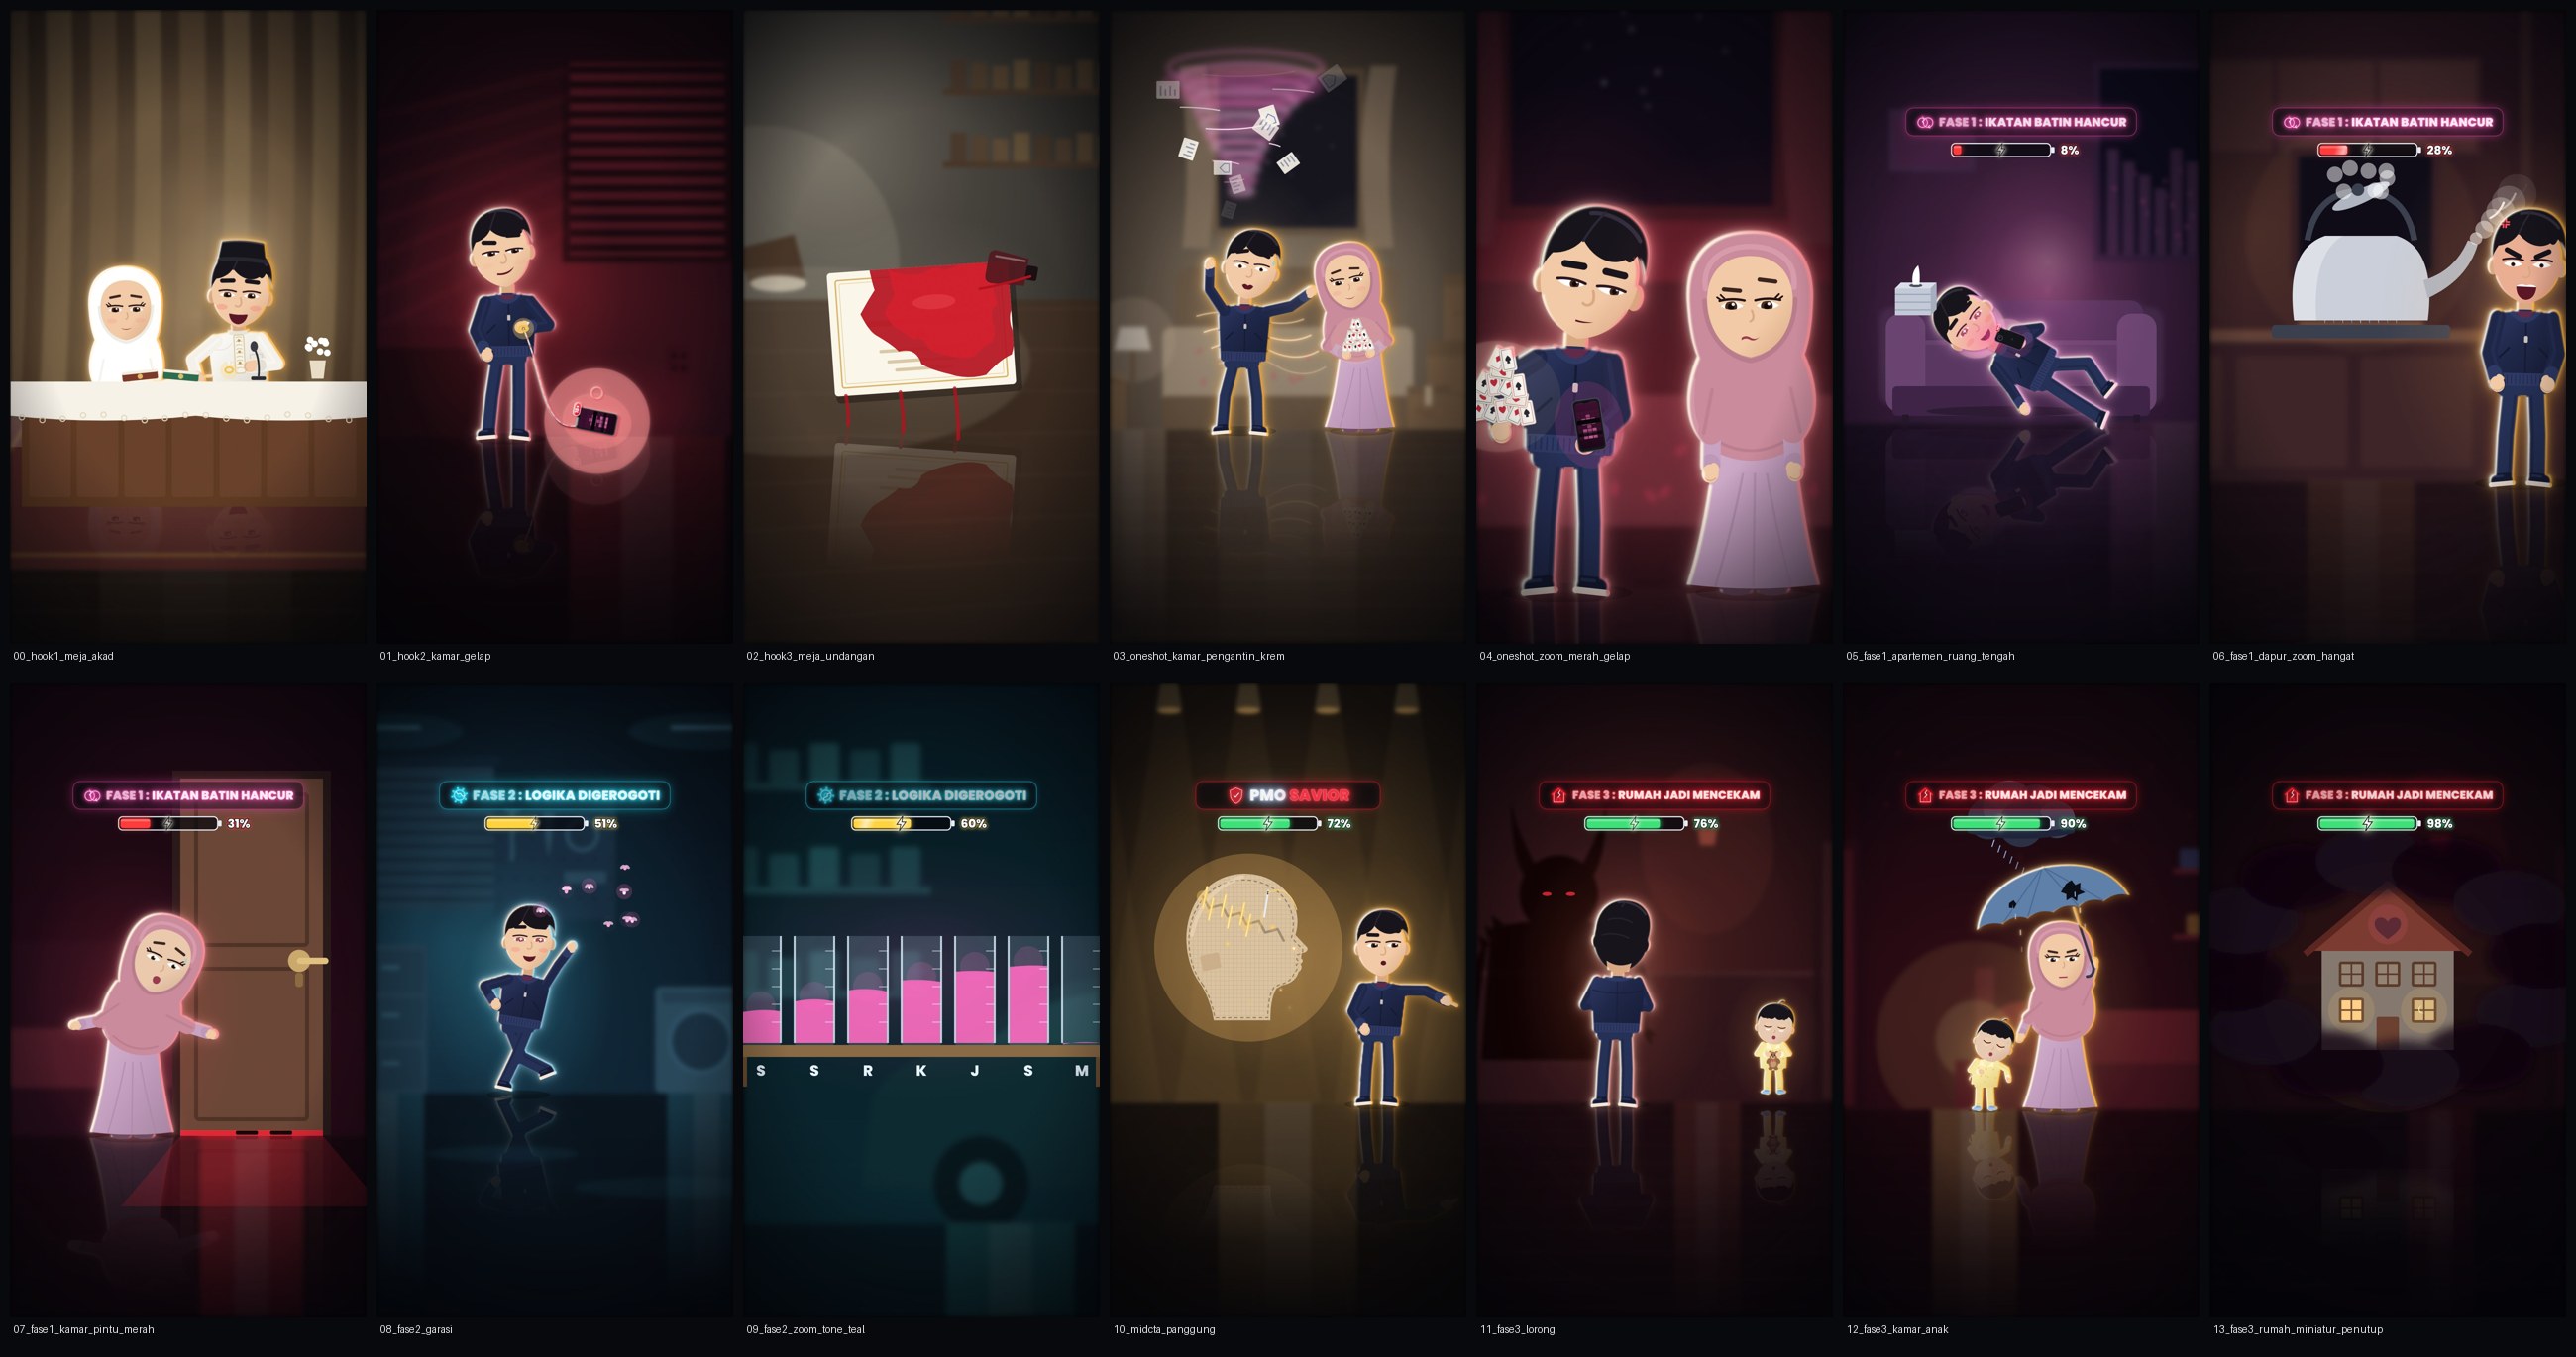 FASE 1 : IKATAN BATIN HANCUR
8%
FASE 1 : IKATAN BATIN HANCUR
28%
00_hook1_meja_akad
01_hook2_kamar_gelap
02_hook3_meja_undangan
03_oneshot_kamar_pengantin_krem
04_oneshot_zoom_merah_gelap
05_fase1_apartemen_ruang_tengah
06_fase1_dapur_zoom_hangat
FASE 1 : IKATAN BATIN HANCUR
31%
FASE 2 : LOGIKA DIGEROGOTI
51%
FASE 2 : LOGIKA DIGEROGOTI
60%
S S R K J S M
PMO SAVIOR
72%
FASE 3 : RUMAH JADI MENCEKAM
76%
FASE 3 : RUMAH JADI MENCEKAM
90%
FASE 3 : RUMAH JADI MENCEKAM
98%
07_fase1_kamar_pintu_merah
08_fase2_garasi
09_fase2_zoom_tone_teal
10_midcta_panggung
11_fase3_lorong
12_fase3_kamar_anak
13_fase3_rumah_miniatur_penutup